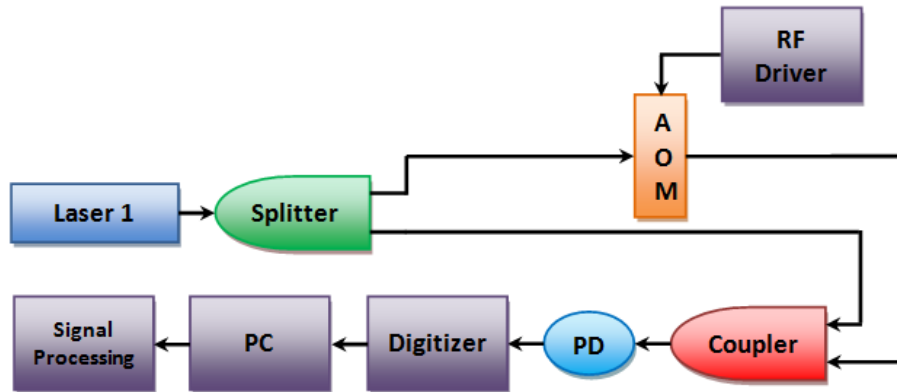 RF
Driver
A
O
M
Laser 1
Splitter
Signal
Processing
PC
Digitizer
PD
Coupler